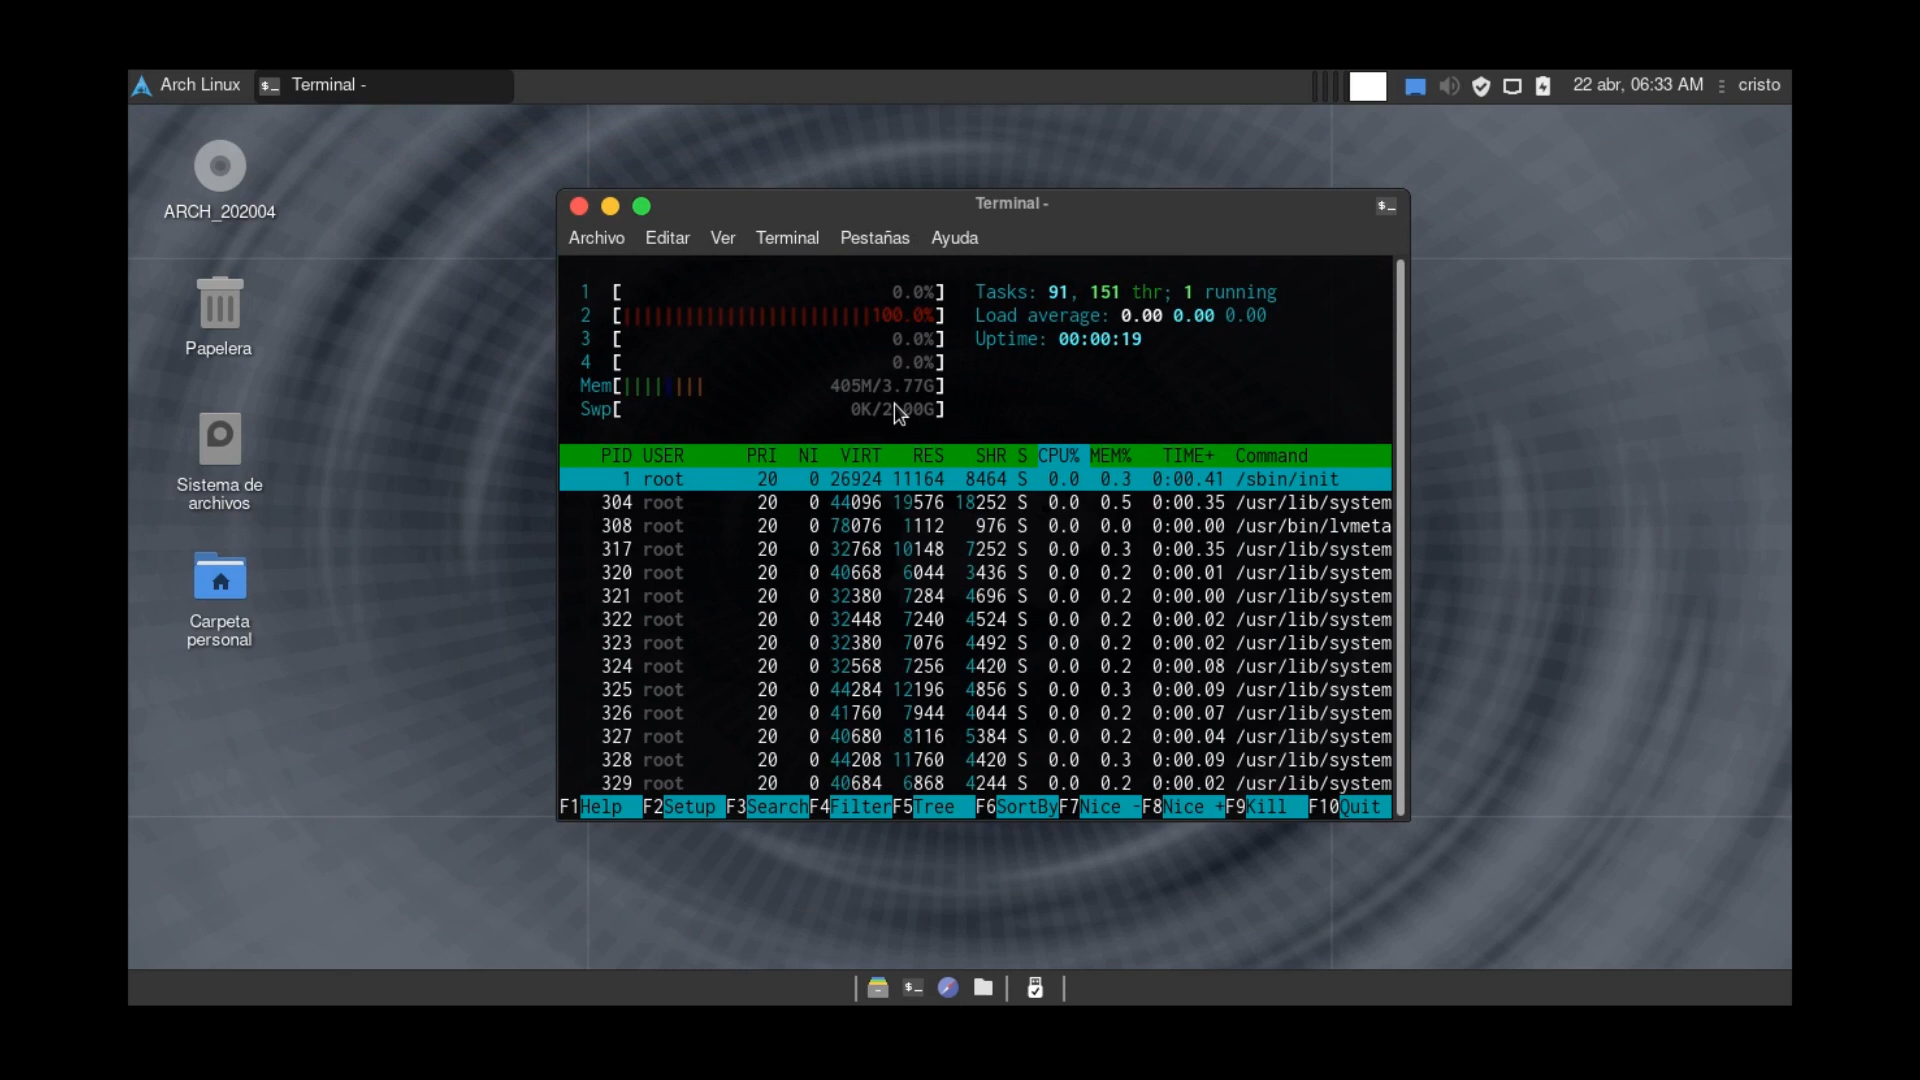 Arch Linux $_ Terminal - 22 abr, 06:33 AM cristo
ARCH_202004
Papelera
Sistema de
archivos
Carpeta
personal
Terminal - $_
Archivo Editar Ver Terminal Pestañas Ayuda
1 [ 0.0%] Tasks: 91, 151 thr; 1 running
2 [||||||||||||||||||||||||100.0%] Load average: 0.00 0.00 0.00
3 [ 0.0%] Uptime: 00:00:19
4 [ 0.0%]
Mem[|||||||| 405M/3.77G]
Swp[ 0K/2.00G]
PID USER PRI NI VIRT RES SHR S CPU% MEM% TIME+ Command
1 root 20 0 26924 11164 8464 S 0.0 0.3 0:00.41 /sbin/init
304 root 20 0 44096 19576 18252 S 0.0 0.5 0:00.35 /usr/lib/system
308 root 20 0 78076 1112 976 S 0.0 0.0 0:00.00 /usr/bin/lvmeta
317 root 20 0 32768 10148 7252 S 0.0 0.3 0:00.35 /usr/lib/system
320 root 20 0 40668 6044 3436 S 0.0 0.2 0:00.01 /usr/lib/system
321 root 20 0 32380 7284 4696 S 0.0 0.2 0:00.00 /usr/lib/system
322 root 20 0 32448 7240 4524 S 0.0 0.2 0:00.02 /usr/lib/system
323 root 20 0 32380 7076 4492 S 0.0 0.2 0:00.02 /usr/lib/system
324 root 20 0 32568 7256 4420 S 0.0 0.2 0:00.08 /usr/lib/system
325 root 20 0 44284 12196 4856 S 0.0 0.3 0:00.09 /usr/lib/system
326 root 20 0 41760 7944 4044 S 0.0 0.2 0:00.07 /usr/lib/system
327 root 20 0 40680 8116 5384 S 0.0 0.2 0:00.04 /usr/lib/system
328 root 20 0 44208 11760 4420 S 0.0 0.3 0:00.09 /usr/lib/system
329 root 20 0 40684 6868 4244 S 0.0 0.2 0:00.02 /usr/lib/system
F1Help F2Setup F3SearchF4FilterF5Tree F6SortByF7Nice -F8Nice +F9Kill F10Quit
$_